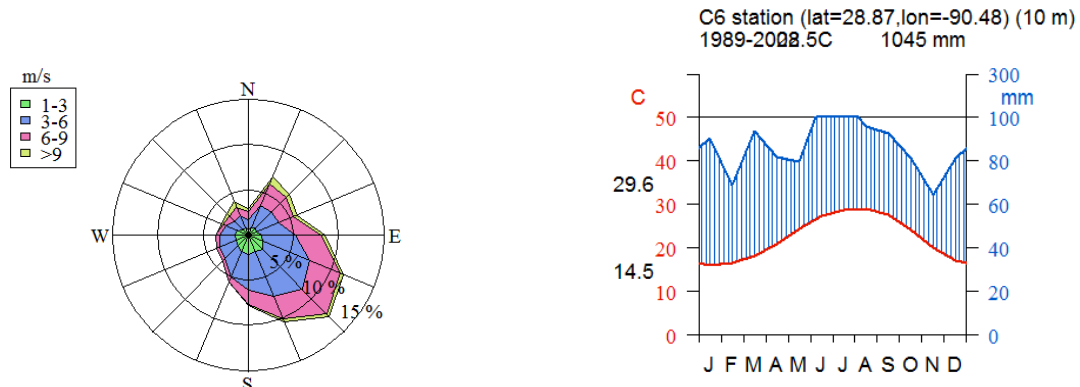 m/s
1-3
3-6
6-9
>9
N
W
E
S
5 %
10 %
15 %
C6 station (lat=28.87,lon=-90.48) (10 m)
1045 mm
C
50
40
30
20
10
0
29.6
14.5
300
mm
100
80
60
40
20
0
J F M A M J J A S O N D